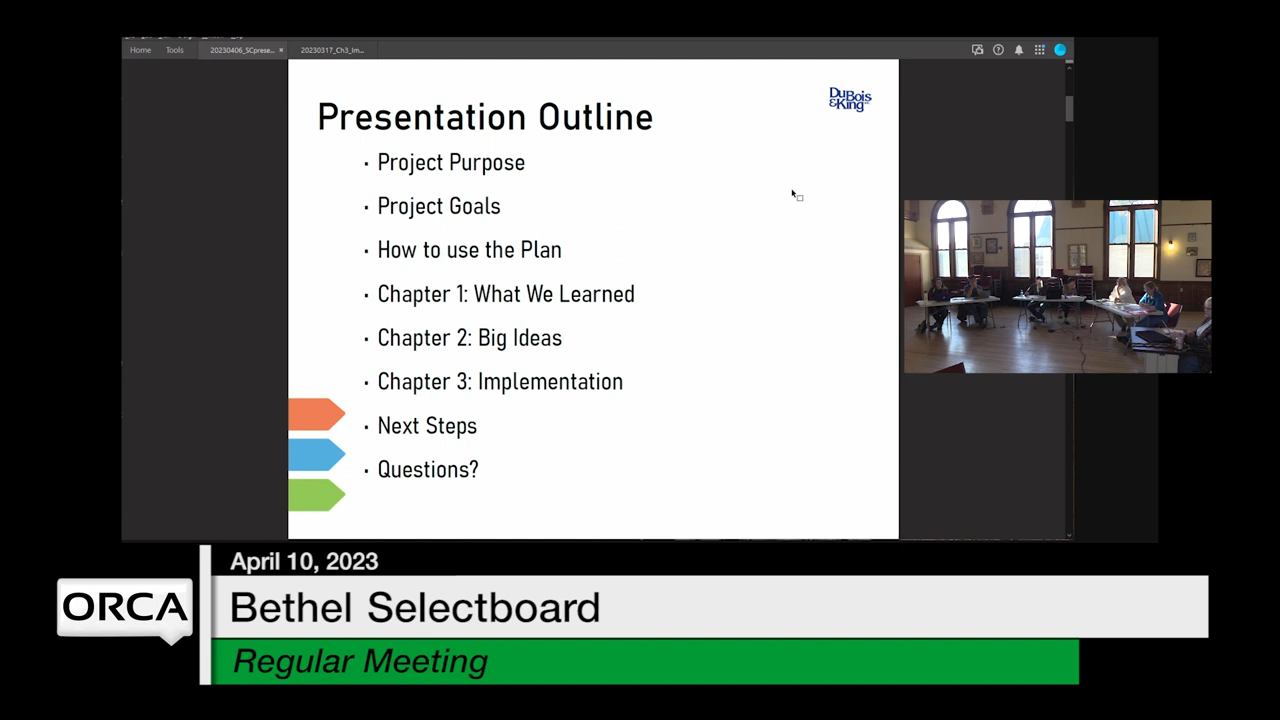 Home Tools 20230406_SCprese... × 20230317_Ch3_Im...
Presentation Outline
DuBois
&King
· Project Purpose
· Project Goals
· How to use the Plan
· Chapter 1: What We Learned
· Chapter 2: Big Ideas
· Chapter 3: Implementation
· Next Steps
· Questions?
April 10, 2023
ORCA
Bethel Selectboard
Regular Meeting